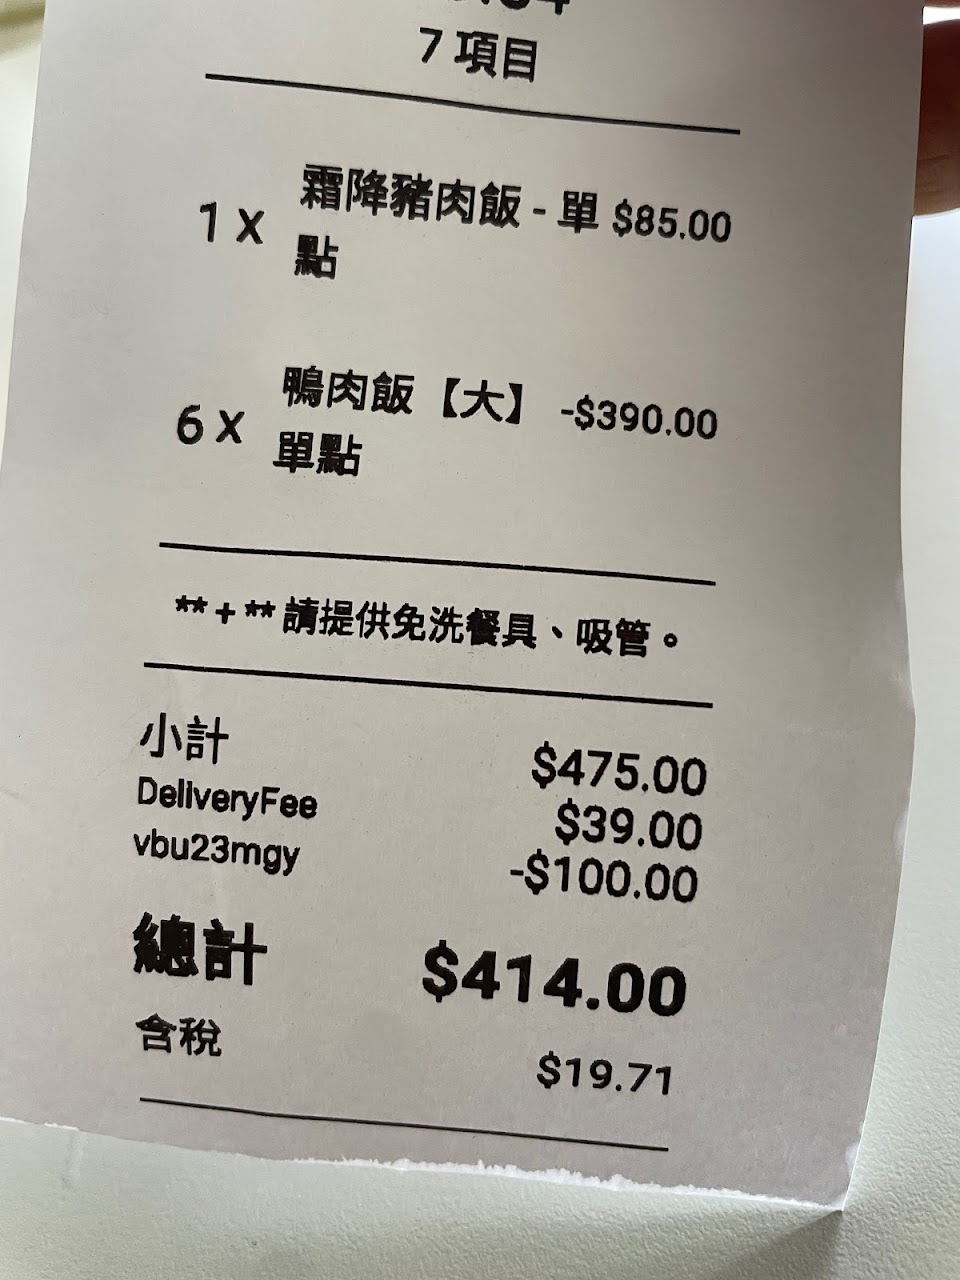 7 項目
霜降豬肉飯 - 單 $85.00
1 X
點
鴨肉飯【大】 -$390.00
6 X
單點
** + ** 請提供免洗餐具、吸管。
小計 $475.00
DeliveryFee $39.00
vbu23mgy -$100.00
總計 $414.00
含稅 $19.71